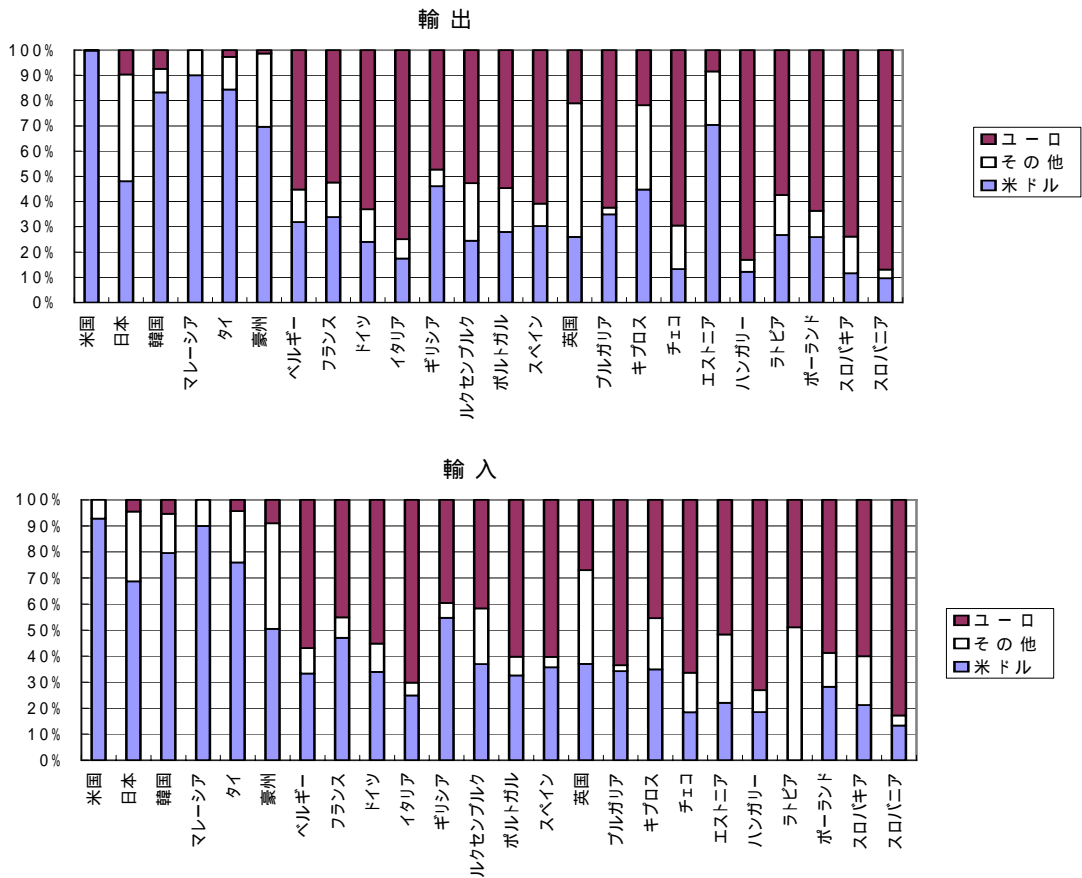 輸出
100%
90%
80%
70%
60%
50%
40%
30%
20%
10%
0%
米国
日本
韓国
マレーシア
タイ
豪州
ベルギー
フランス
ドイツ
イタリア
ギリシア
ルクセンブルク
ポルトガル
スペイン
英国
ブルガリア
キプロス
チェコ
エストニア
ハンガリー
ラトビア
ポーランド
スロバキア
スロバニア
ユーロ
その他
米ドル
輸入
100%
90%
80%
70%
60%
50%
40%
30%
20%
10%
0%
米国
日本
韓国
マレーシア
タイ
豪州
ベルギー
フランス
ドイツ
イタリア
ギリシア
ルクセンブルク
ポルトガル
スペイン
英国
ブルガリア
キプロス
チェコ
エストニア
ハンガリー
ラトビア
ポーランド
スロバキア
スロバニア
ユーロ
その他
米ドル